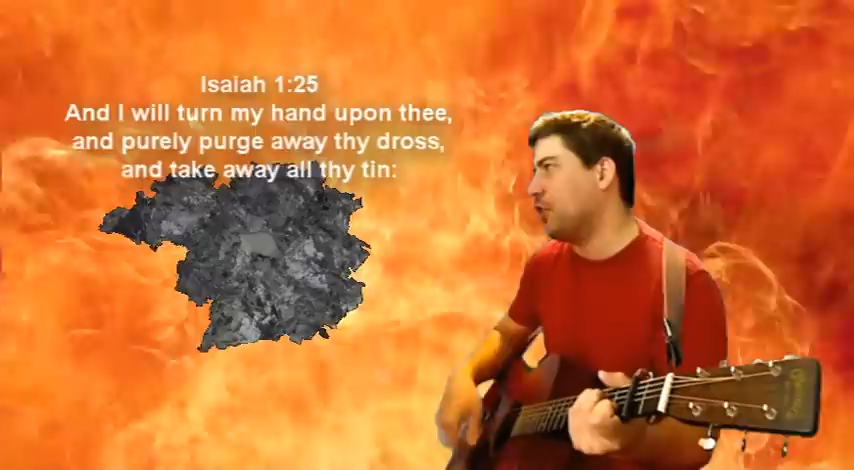 Isaiah 1:25
And I will turn my hand upon thee,
and purely purge away thy dross,
and take away all thy tin: